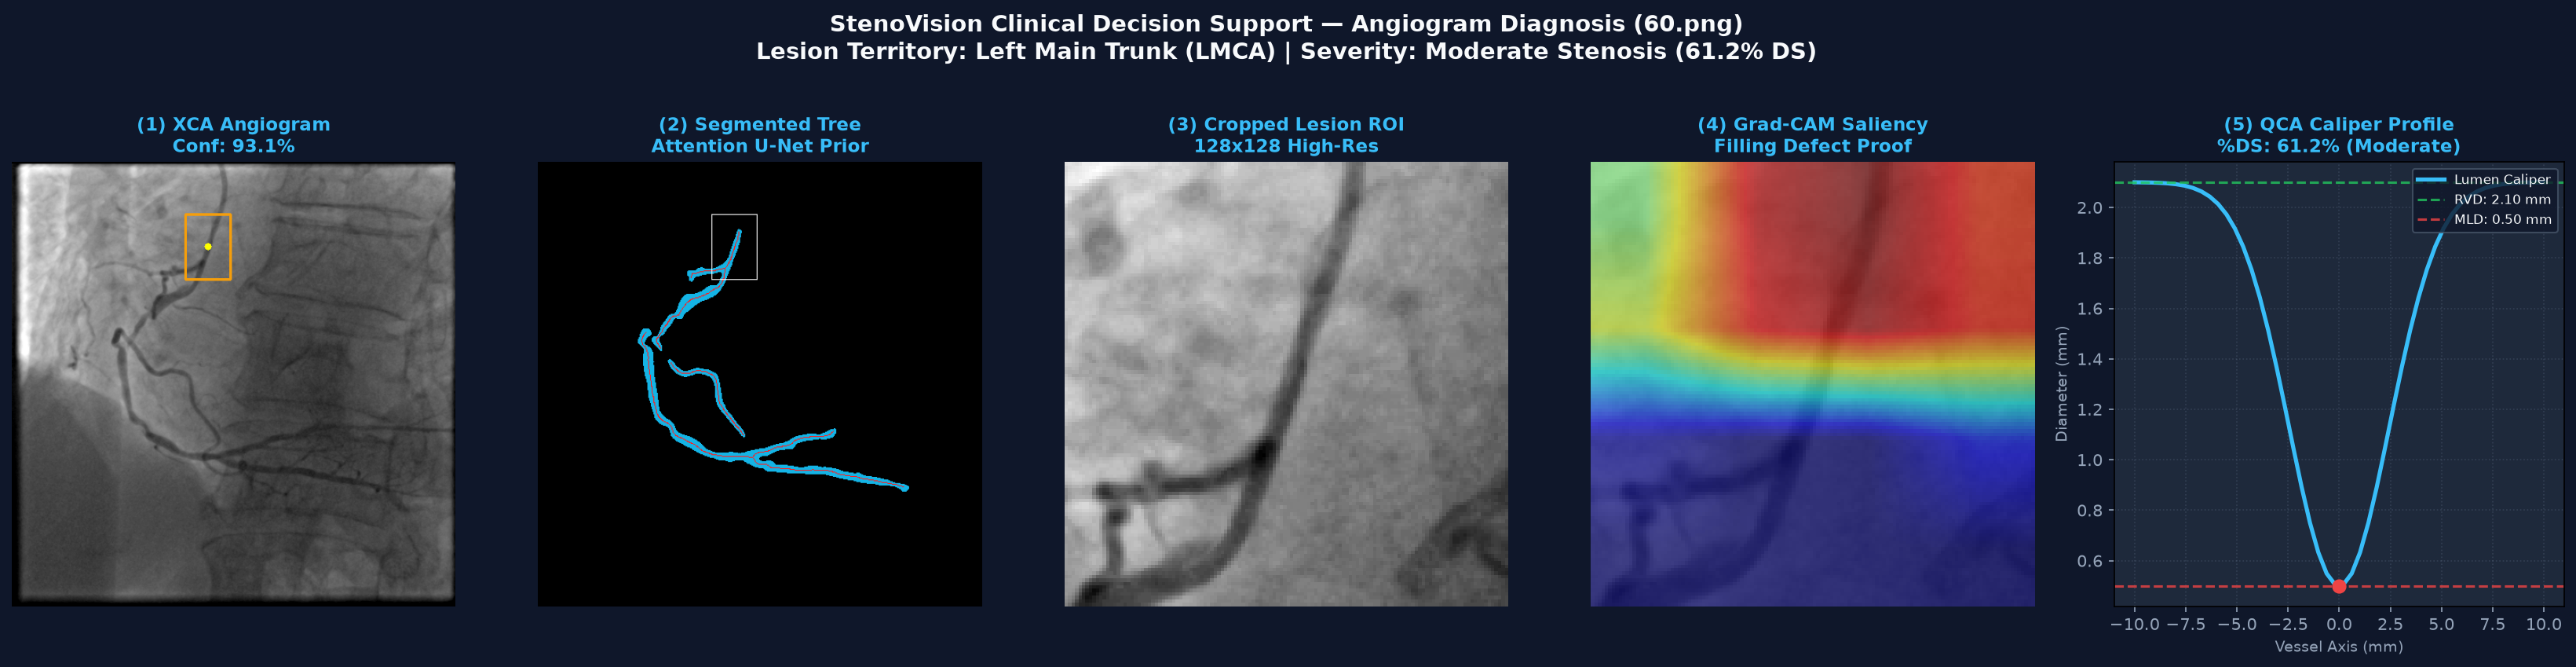 StenoVision Clinical Decision Support — Angiogram Diagnosis (60.png)
Lesion Territory: Left Main Trunk (LMCA) | Severity: Moderate Stenosis (61.2% DS)
(1) XCA Angiogram
Conf: 93.1%
(2) Segmented Tree
Attention U-Net Prior
(3) Cropped Lesion ROI
128x128 High-Res
(4) Grad-CAM Saliency
Filling Defect Proof
(5) QCA Caliper Profile
%DS: 61.2% (Moderate)
Lumen Caliper
RVD: 2.10 mm
MLD: 0.50 mm
Diameter (mm)
2.0
1.8
1.6
1.4
1.2
1.0
0.8
0.6
−10.0 −7.5 −5.0 −2.5 0.0 2.5 5.0 7.5 10.0
Vessel Axis (mm)